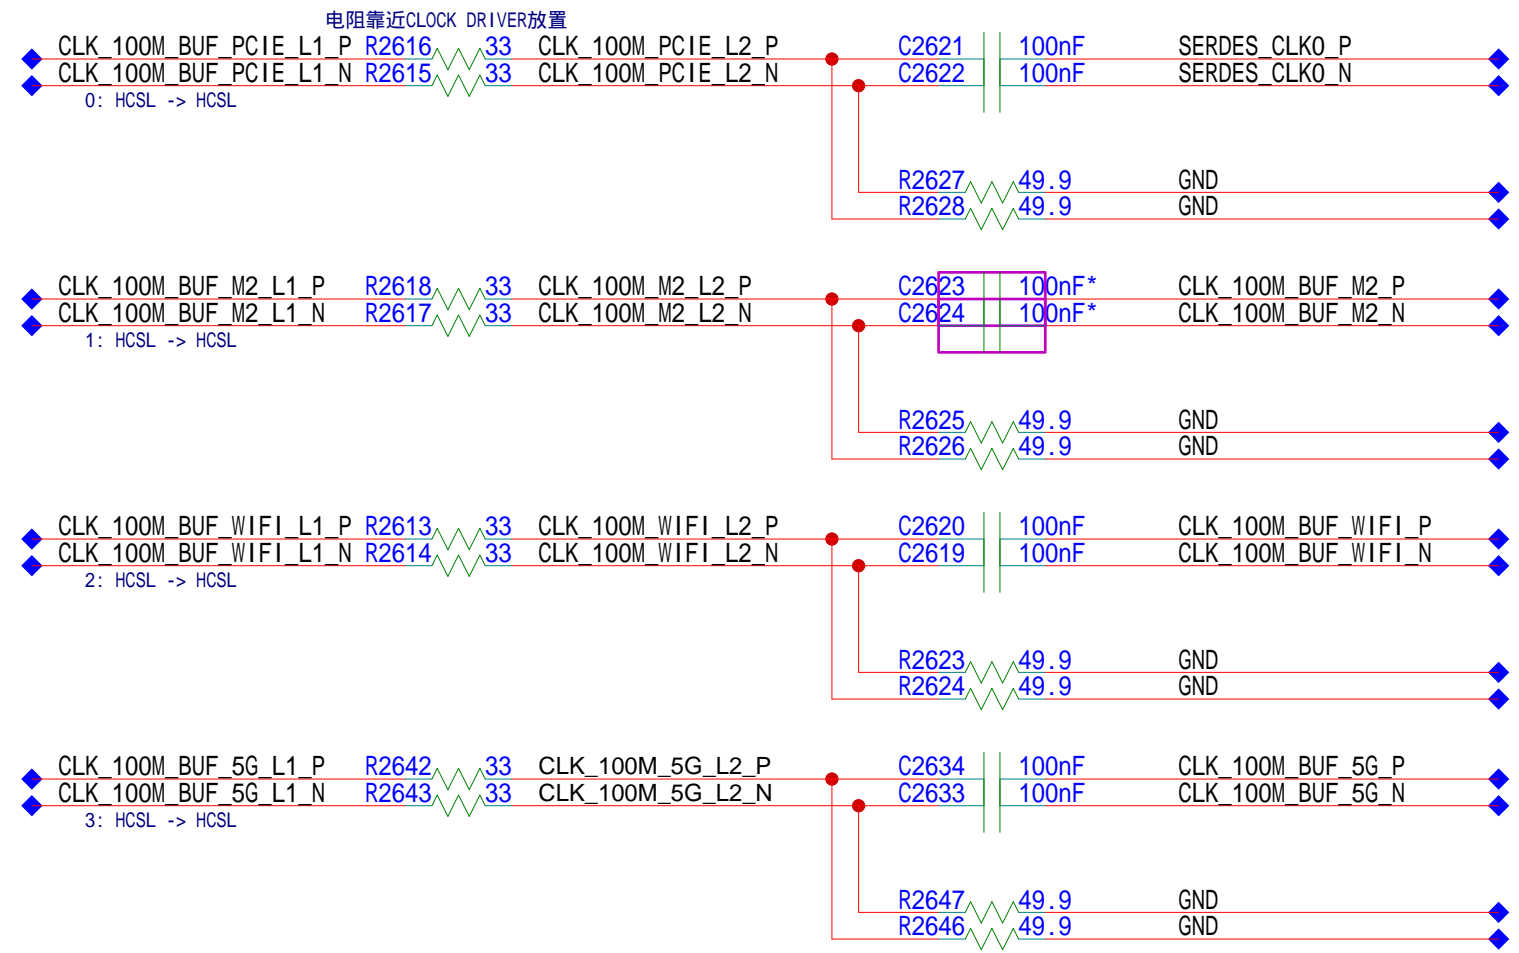 电阻靠近CLOCK DRIVER放置
CLK_100M_BUF_PCIE_L1_P R2616 33 CLK_100M_PCIE_L2_P C2621 100nF SERDES_CLK0_P
CLK_100M_BUF_PCIE_L1_N R2615 33 CLK_100M_PCIE_L2_N C2622 100nF SERDES_CLK0_N
0: HCSL -> HCSL
R2627 49.9 GND
R2628 49.9 GND
CLK_100M_BUF_M2_L1_P R2618 33 CLK_100M_M2_L2_P C2623 100nF* CLK_100M_BUF_M2_P
CLK_100M_BUF_M2_L1_N R2617 33 CLK_100M_M2_L2_N C2624 100nF* CLK_100M_BUF_M2_N
1: HCSL -> HCSL
R2625 49.9 GND
R2626 49.9 GND
CLK_100M_BUF_WIFI_L1_P R2613 33 CLK_100M_WIFI_L2_P C2620 100nF CLK_100M_BUF_WIFI_P
CLK_100M_BUF_WIFI_L1_N R2614 33 CLK_100M_WIFI_L2_N C2619 100nF CLK_100M_BUF_WIFI_N
2: HCSL -> HCSL
R2623 49.9 GND
R2624 49.9 GND
CLK_100M_BUF_5G_L1_P R2642 33 CLK_100M_5G_L2_P C2634 100nF CLK_100M_BUF_5G_P
CLK_100M_BUF_5G_L1_N R2643 33 CLK_100M_5G_L2_N C2633 100nF CLK_100M_BUF_5G_N
3: HCSL -> HCSL
R2647 49.9 GND
R2646 49.9 GND